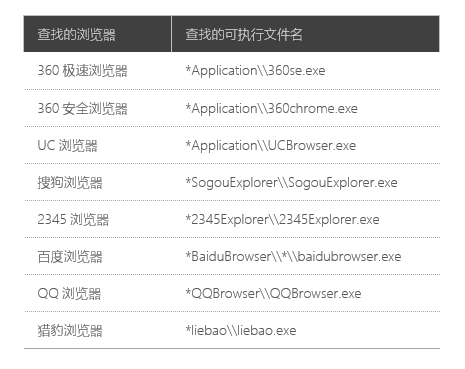 查找的浏览器 查找的可执行文件名
360 极速浏览器 *Application\\360se.exe
360 安全浏览器 *Application\\360chrome.exe
UC 浏览器 *Application\\UCBrowser.exe
搜狗浏览器 *SogouExplorer\\SogouExplorer.exe
2345 浏览器 *2345Explorer\\2345Explorer.exe
百度浏览器 *BaiduBrowser\\*\\baidubrowser.exe
QQ 浏览器 *QQBrowser\\QQBrowser.exe
猎豹浏览器 *liebao\\liebao.exe